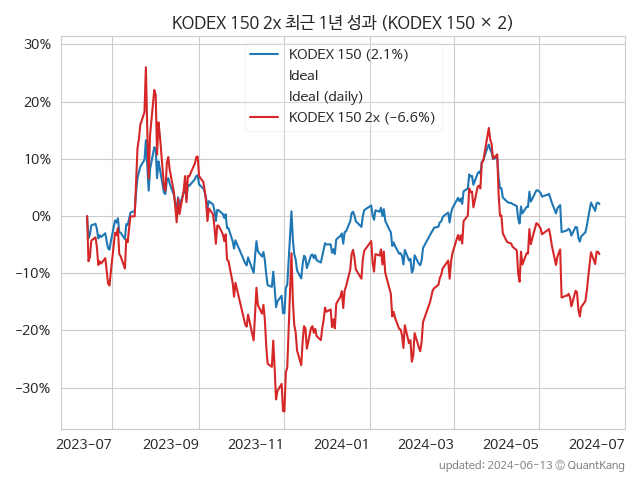 KODEX 150 2x 최근 1년 성과 (KODEX 150 × 2)
30%
20%
10%
0%
−10%
−20%
−30%
KODEX 150 (2.1%)
Ideal
Ideal (daily)
KODEX 150 2x (−6.6%)
2023−07 2023−09 2023−11 2024−01 2024−03 2024−05 2024−07
updated: 2024-06-13 © QuantKang